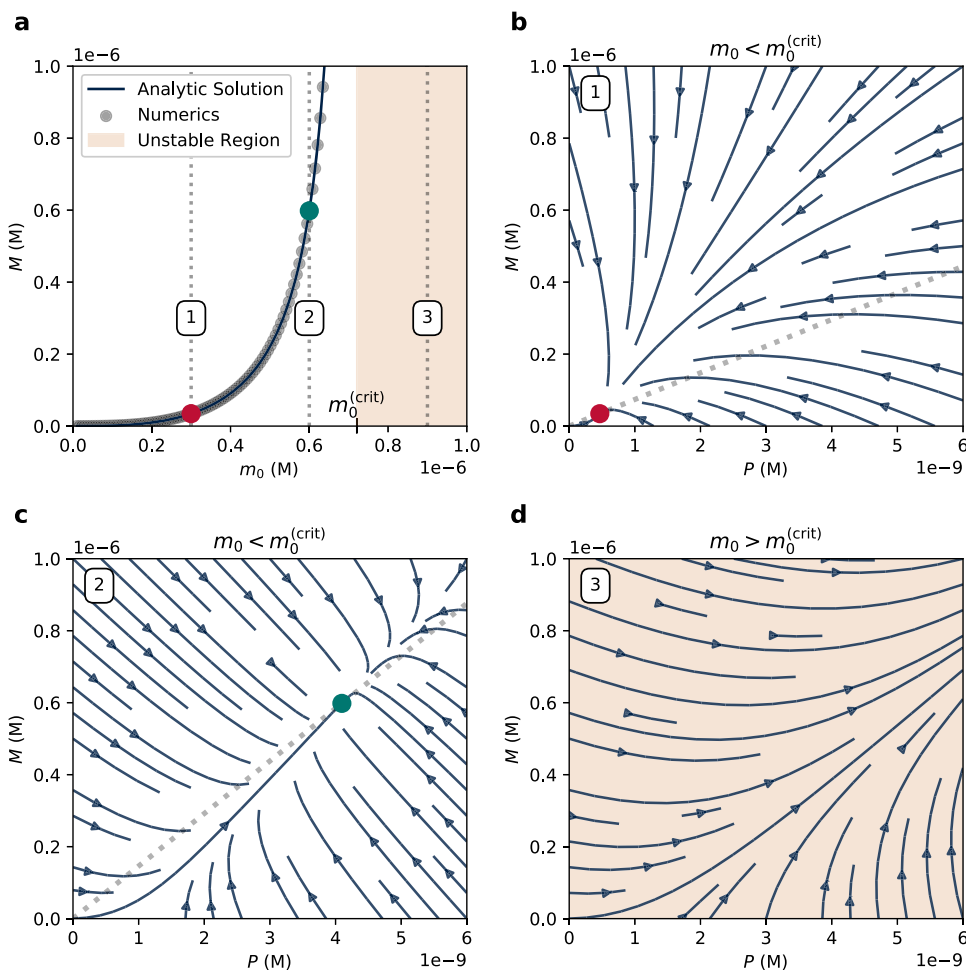 a
1e−6
1.0
0.8
0.6
0.4
0.2
0.0
M (M)
Analytic Solution
Numerics
Unstable Region
1
2
3
m₀^(crit)
0.0 0.2 0.4 0.6 0.8 1.0
m₀ (M)
1e−6
b
1e−6
m₀ < m₀^(crit)
1
1.0
0.8
0.6
0.4
0.2
0.0
M (M)
0 1 2 3 4 5 6
P (M)
1e−9
c
1e−6
m₀ < m₀^(crit)
2
1.0
0.8
0.6
0.4
0.2
0.0
M (M)
0 1 2 3 4 5 6
P (M)
1e−9
d
1e−6
m₀ > m₀^(crit)
3
1.0
0.8
0.6
0.4
0.2
0.0
M (M)
0 1 2 3 4 5 6
P (M)
1e−9